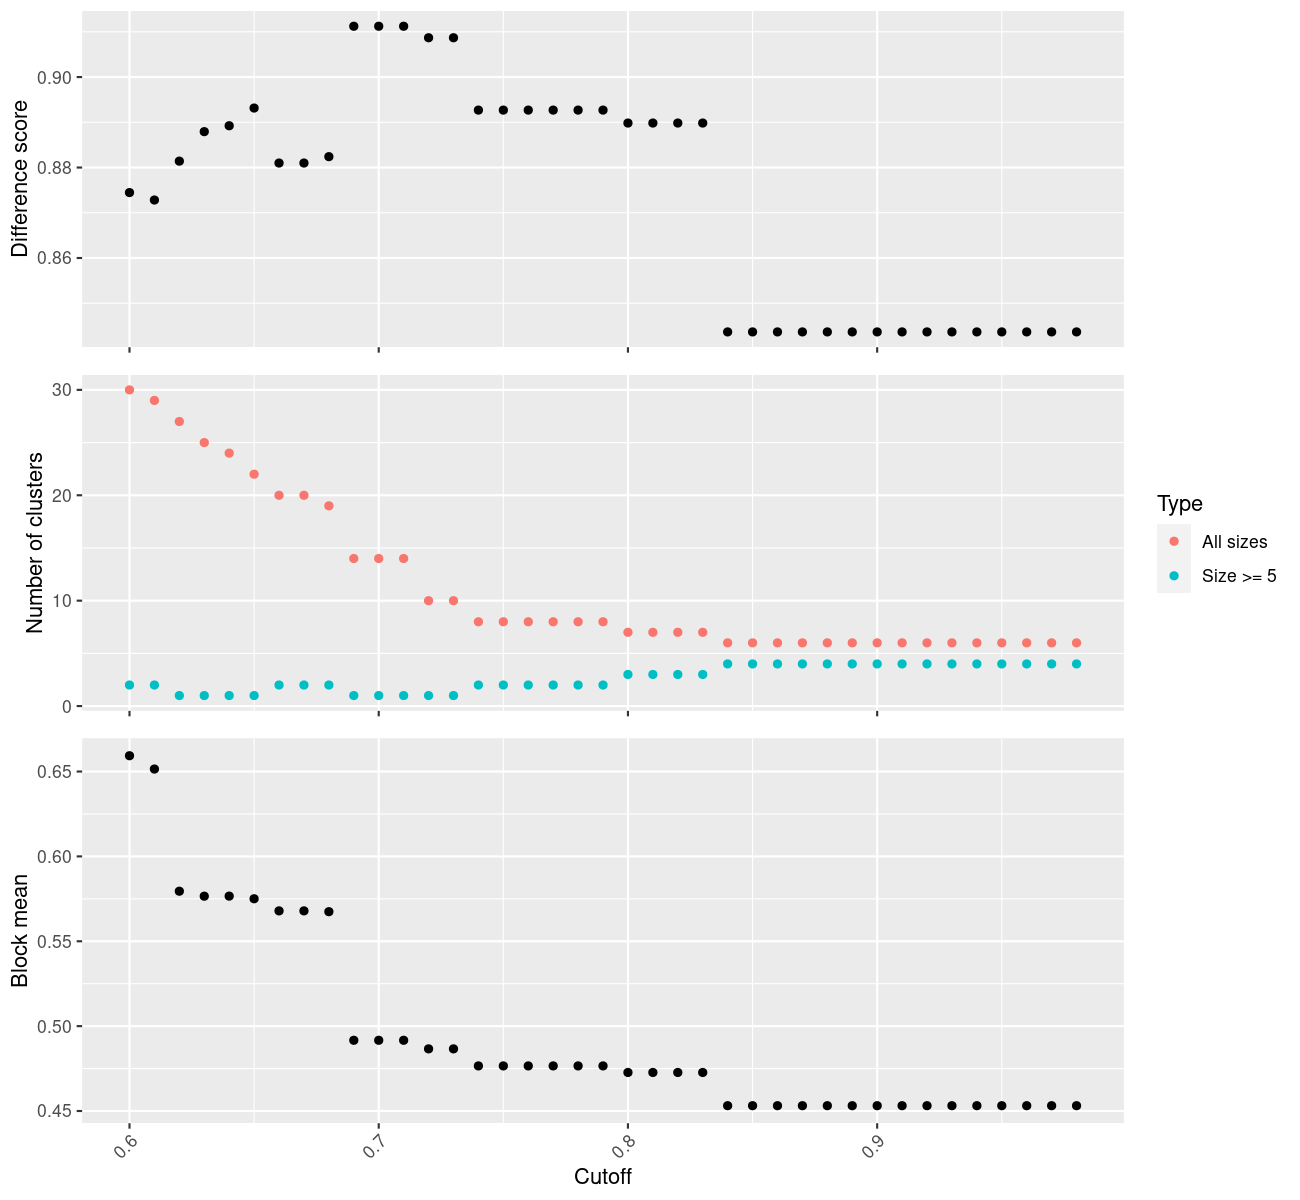 Difference score
0.90
0.88
0.86
Number of clusters
30
20
10
0
Type
All sizes
Size >= 5
Block mean
0.65
0.60
0.55
0.50
0.45
0.6
0.7
0.8
0.9
Cutoff